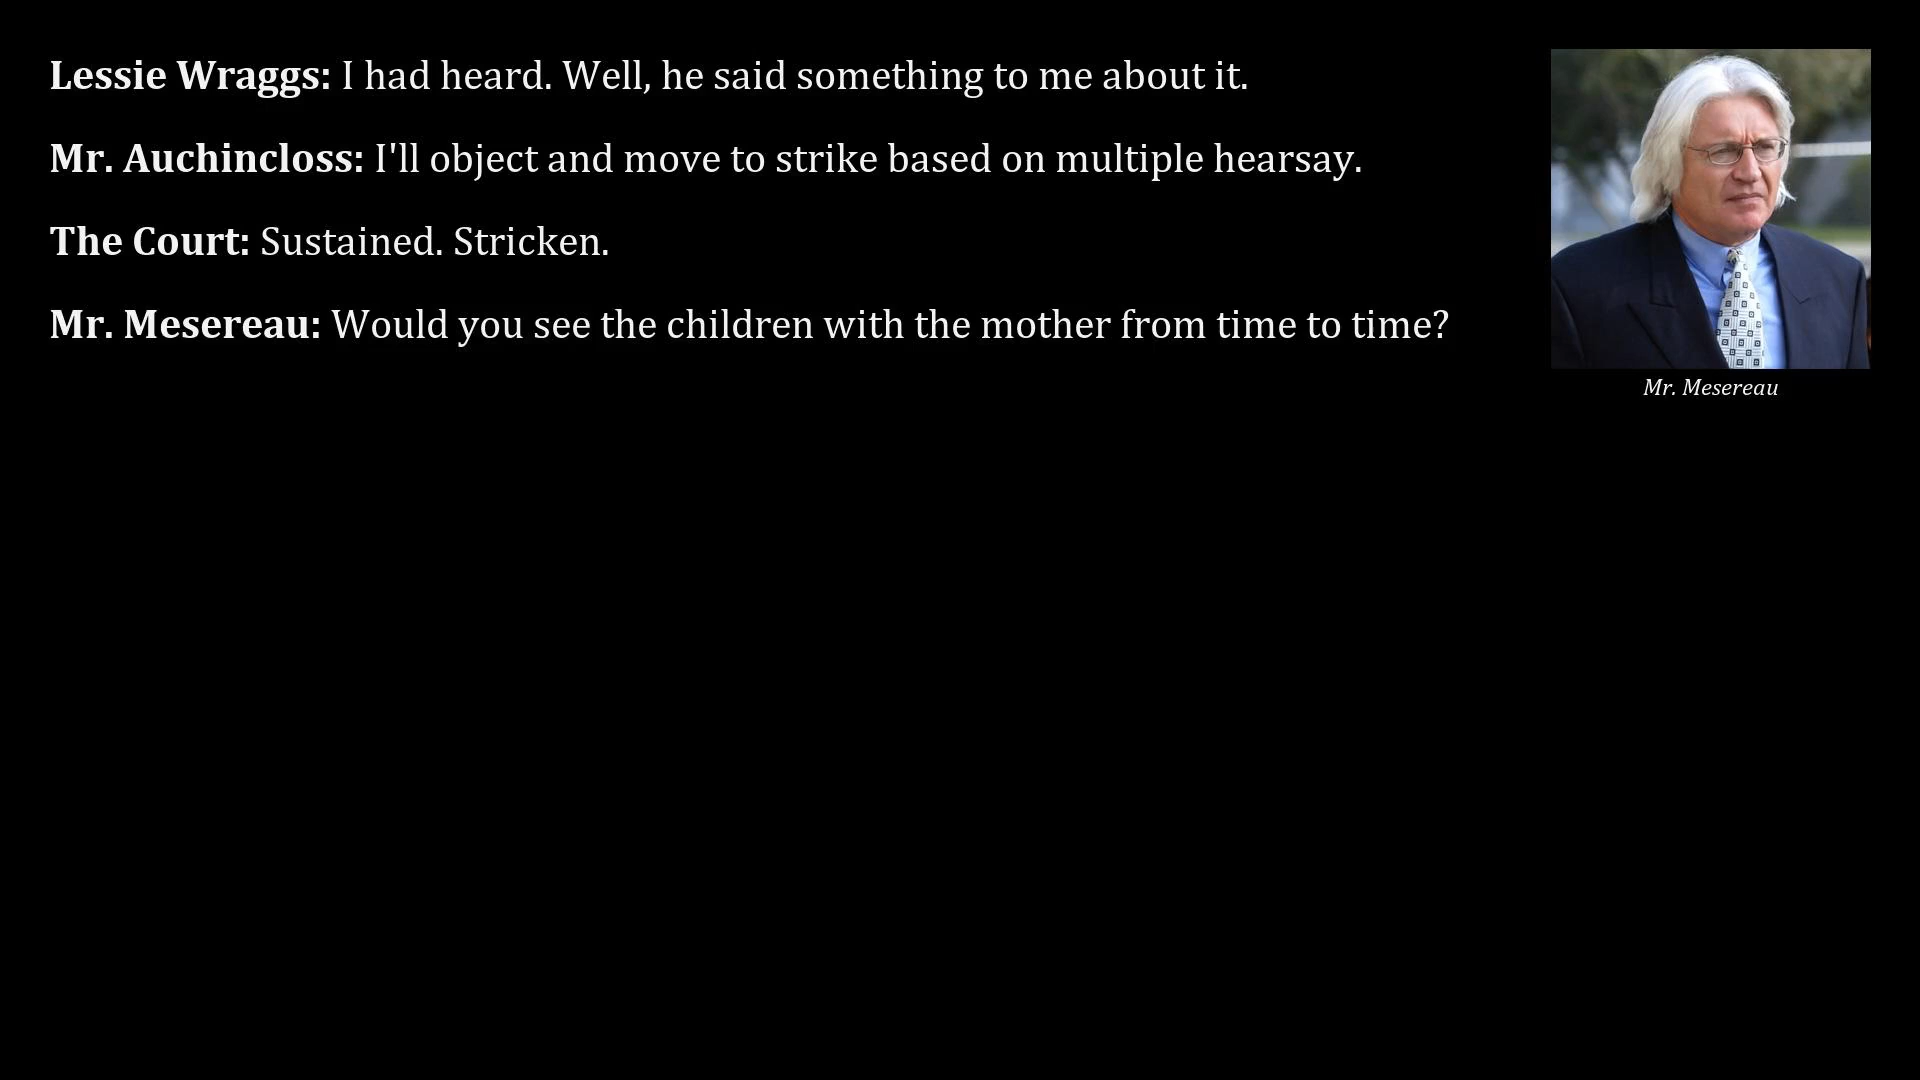 Lessie Wraggs: I had heard. Well, he said something to me about it.
Mr. Auchincloss: I'll object and move to strike based on multiple hearsay.
The Court: Sustained. Stricken.
Mr. Mesereau: Would you see the children with the mother from time to time?
Mr. Mesereau